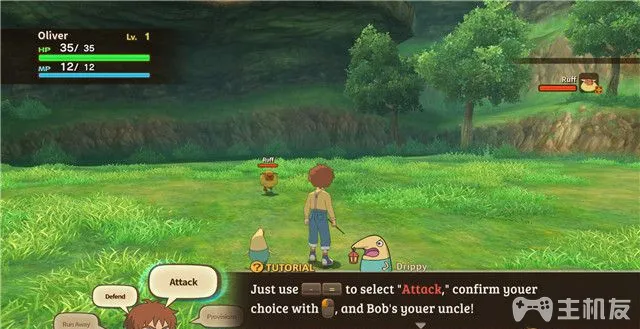 Oliver Lv. 1
HP 35/ 35
MP 12/ 12
Ruff
Ruff
TUTORIAL
Drippy
Attack
Defend
Run Away
Provisions
Just use - = to select "Attack," confirm youer
choice with , and Bob's youer uncle!
主机友